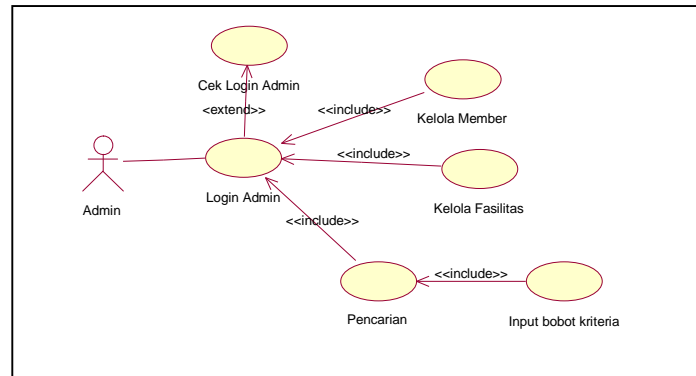 Cek Login Admin
<extend>>
<<include>>
Kelola Member
<<include>>
Kelola Fasilitas
Admin
Login Admin
<<include>>
Pencarian
<<include>>
Input bobot kriteria